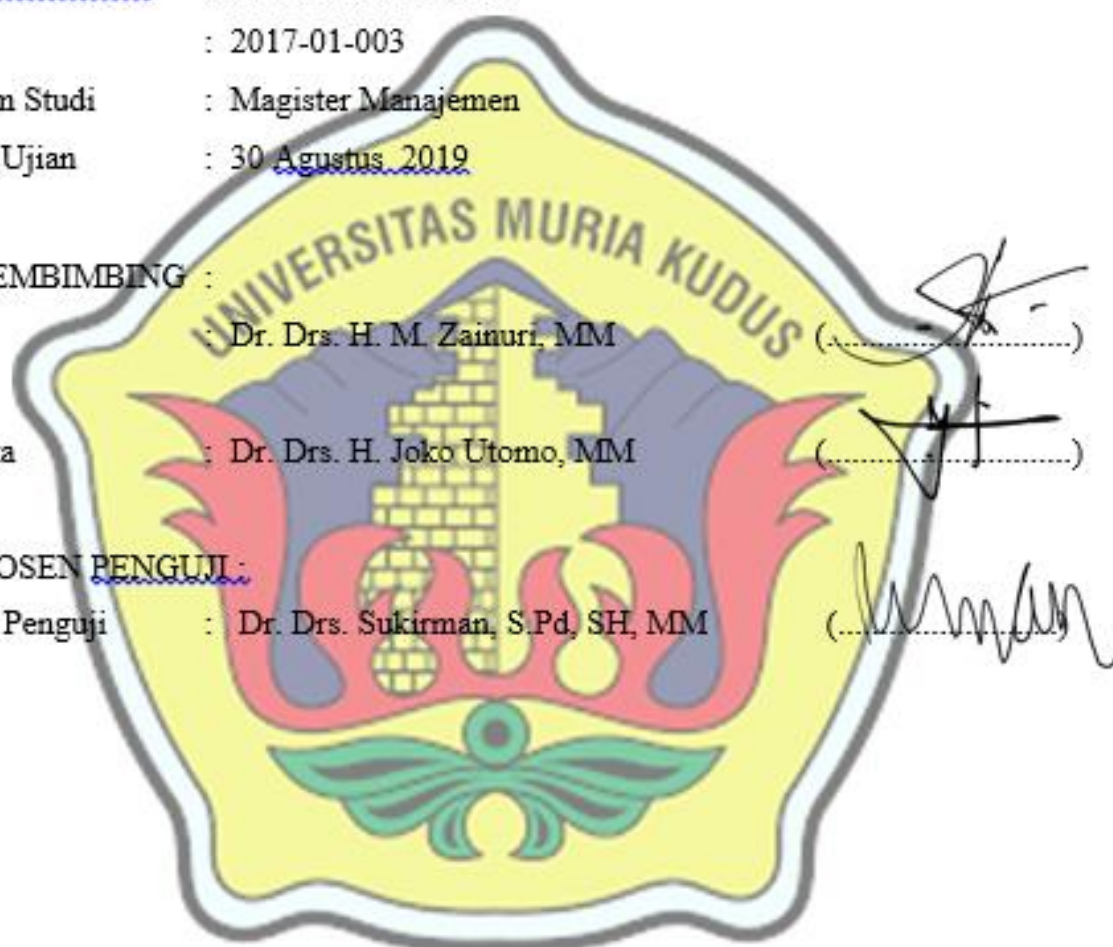 : 2017-01-003
m Studi : Magister Manajemen
Ujian : 30 Agustus 2019
UNIVERSITAS MURIA KUDUS
EMBIMBING :
: Dr. Drs. H. M. Zainuri, MM (........................)
a : Dr. Drs. H. Joko Utomo, MM (........................)
OSEN PENGUJI :
Penguji : Dr. Drs. Sukirman, S.Pd, SH, MM (........................)